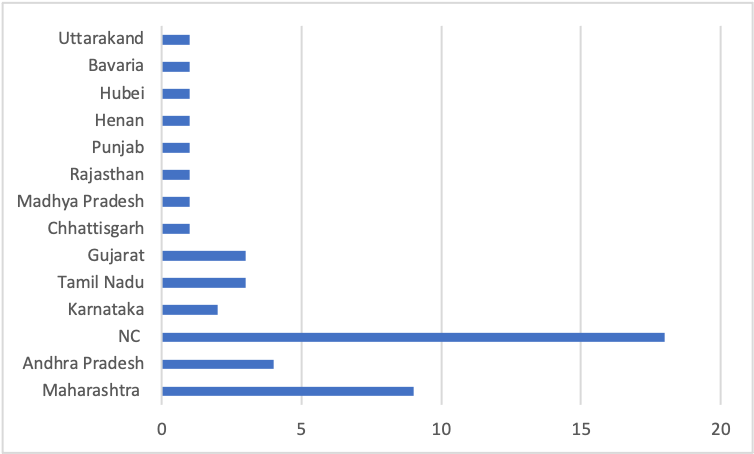 Uttarakand
Bavaria
Hubei
Henan
Punjab
Rajasthan
Madhya Pradesh
Chhattisgarh
Gujarat
Tamil Nadu
Karnataka
NC
Andhra Pradesh
Maharashtra
0 5 10 15 20